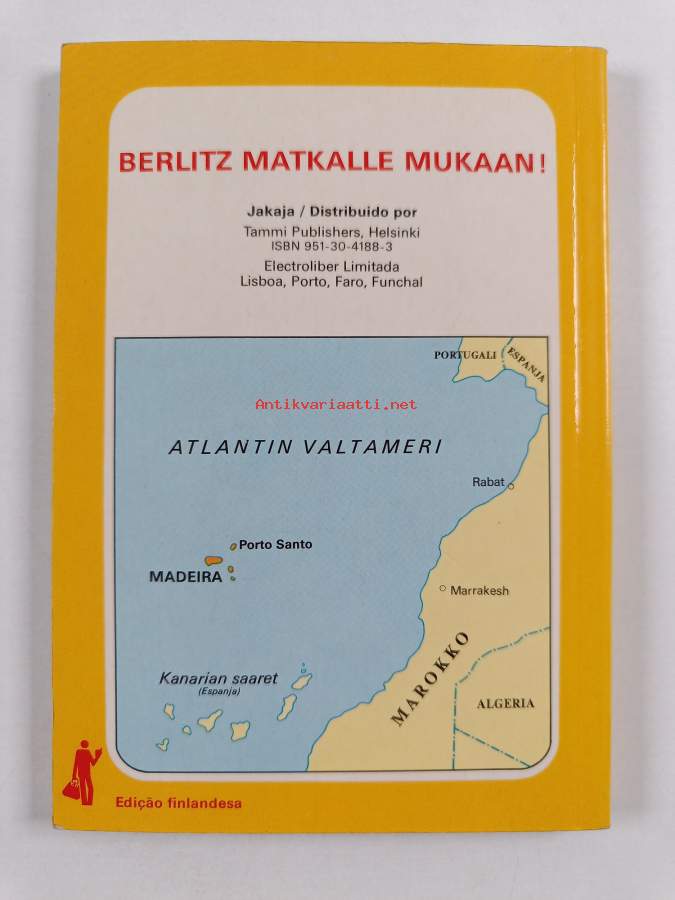 BERLITZ MATKALLE MUKAAN!
Jakaja / Distribuido por
Tammi Publishers, Helsinki
ISBN 951-30-4188-3
Electroliber Limitada
Lisboa, Porto, Faro, Funchal
PORTUGALI
ESPANJA
Antikvariaatti.net
ATLANTIN VALTAMERI
Rabat
Porto Santo
MADEIRA
Marrakesh
MAROKKO
Kanarian saaret
(Espanja)
ALGERIA
Edição finlandesa